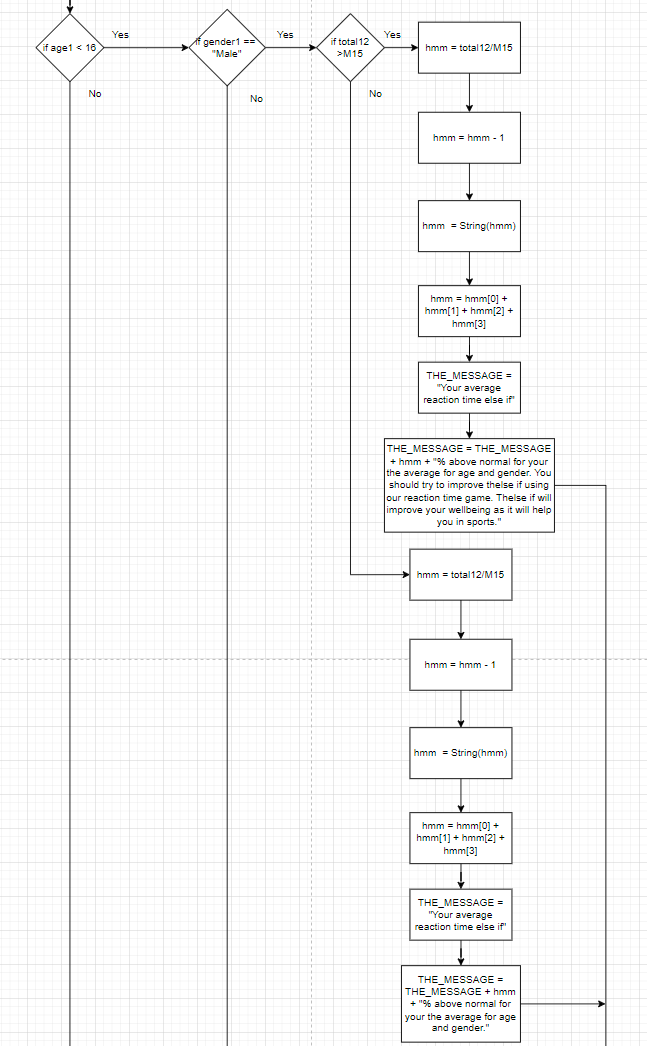 if age1 < 16
Yes
No
if gender1 ==
"Male"
Yes
No
if total12
>M15
Yes
No
hmm = total12/M15
hmm = hmm - 1
hmm  = String(hmm)
hmm = hmm[0] +
hmm[1] + hmm[2] +
hmm[3]
THE_MESSAGE =
"Your average
reaction time else if"
THE_MESSAGE = THE_MESSAGE
+ hmm + "% above normal for your
the average for age and gender. You
should try to improve thelse if using
our reaction time game. Thelse if will
improve your wellbeing as it will help
you in sports."
hmm = total12/M15
hmm = hmm - 1
hmm  = String(hmm)
hmm = hmm[0] +
hmm[1] + hmm[2] +
hmm[3]
THE_MESSAGE =
"Your average
reaction time else if"
THE_MESSAGE =
THE_MESSAGE + hmm
+ "% above normal for
your the average for age
and gender."